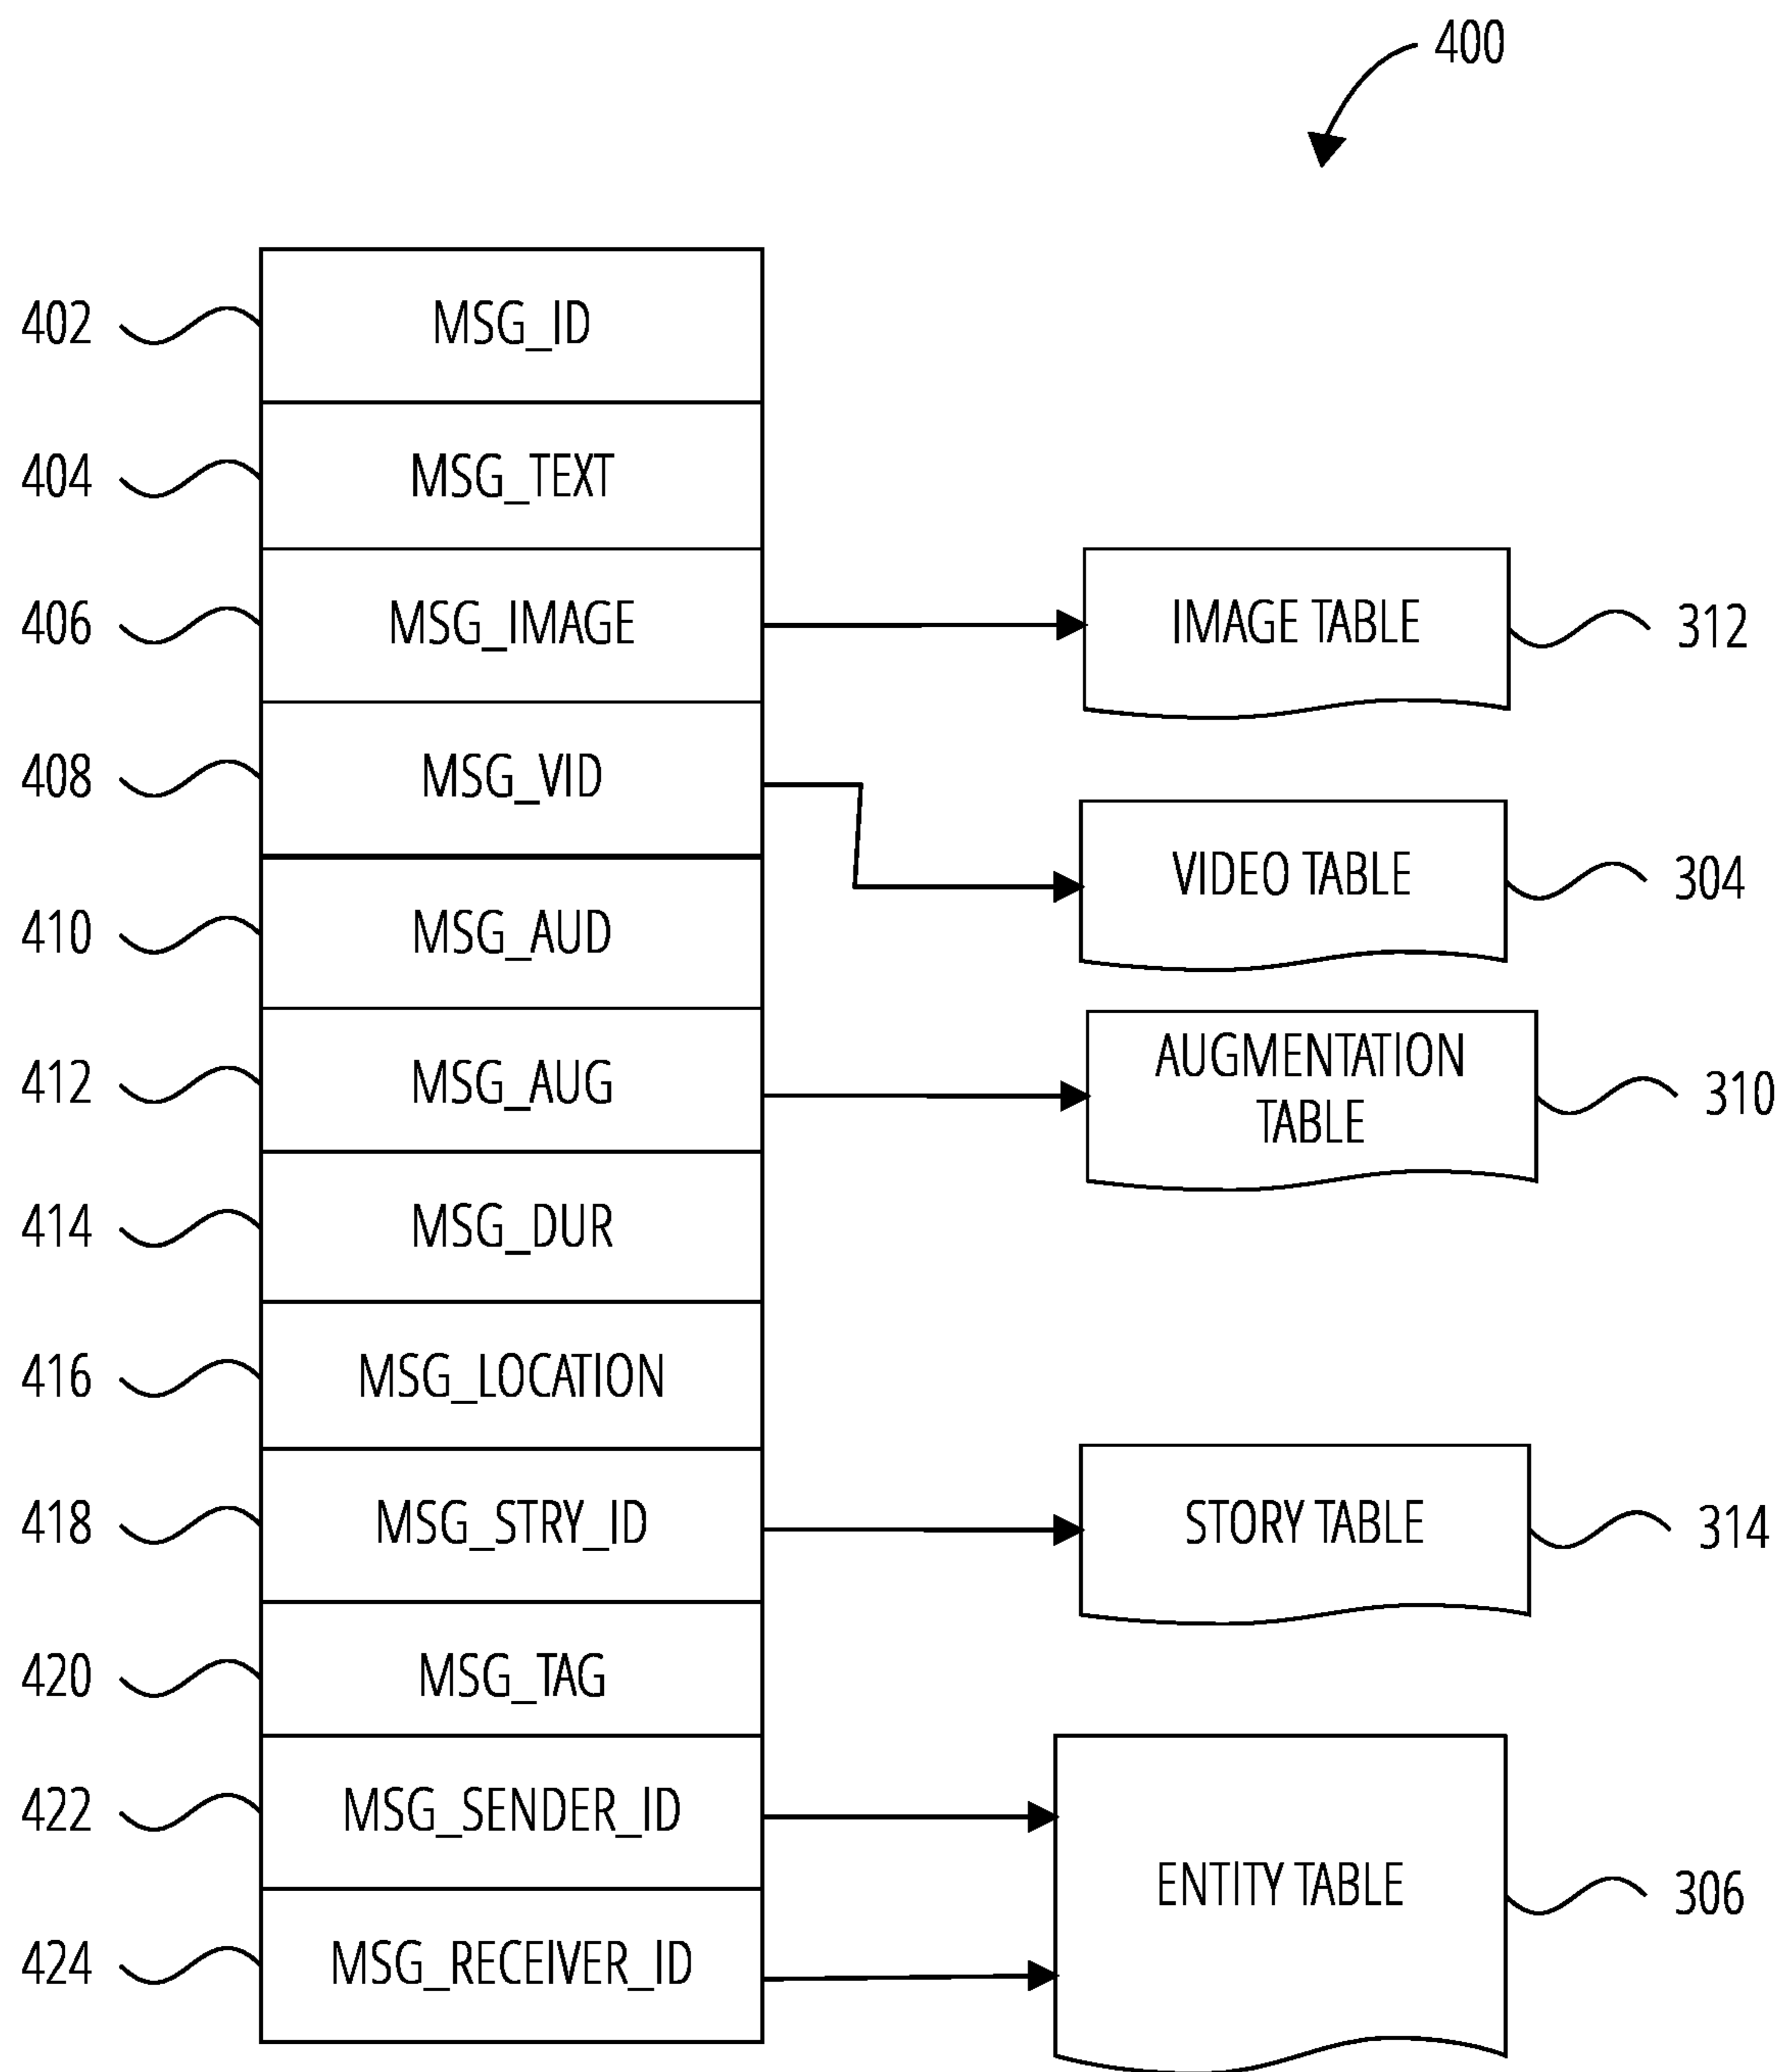 400
402 MSG_ID
404 MSG_TEXT
406 MSG_IMAGE IMAGE TABLE 312
408 MSG_VID VIDEO TABLE 304
410 MSG_AUD
412 MSG_AUG AUGMENTATION
TABLE 310
414 MSG_DUR
416 MSG_LOCATION
418 MSG_STRY_ID STORY TABLE 314
420 MSG_TAG
422 MSG_SENDER_ID
ENTITY TABLE 306
424 MSG_RECEIVER_ID